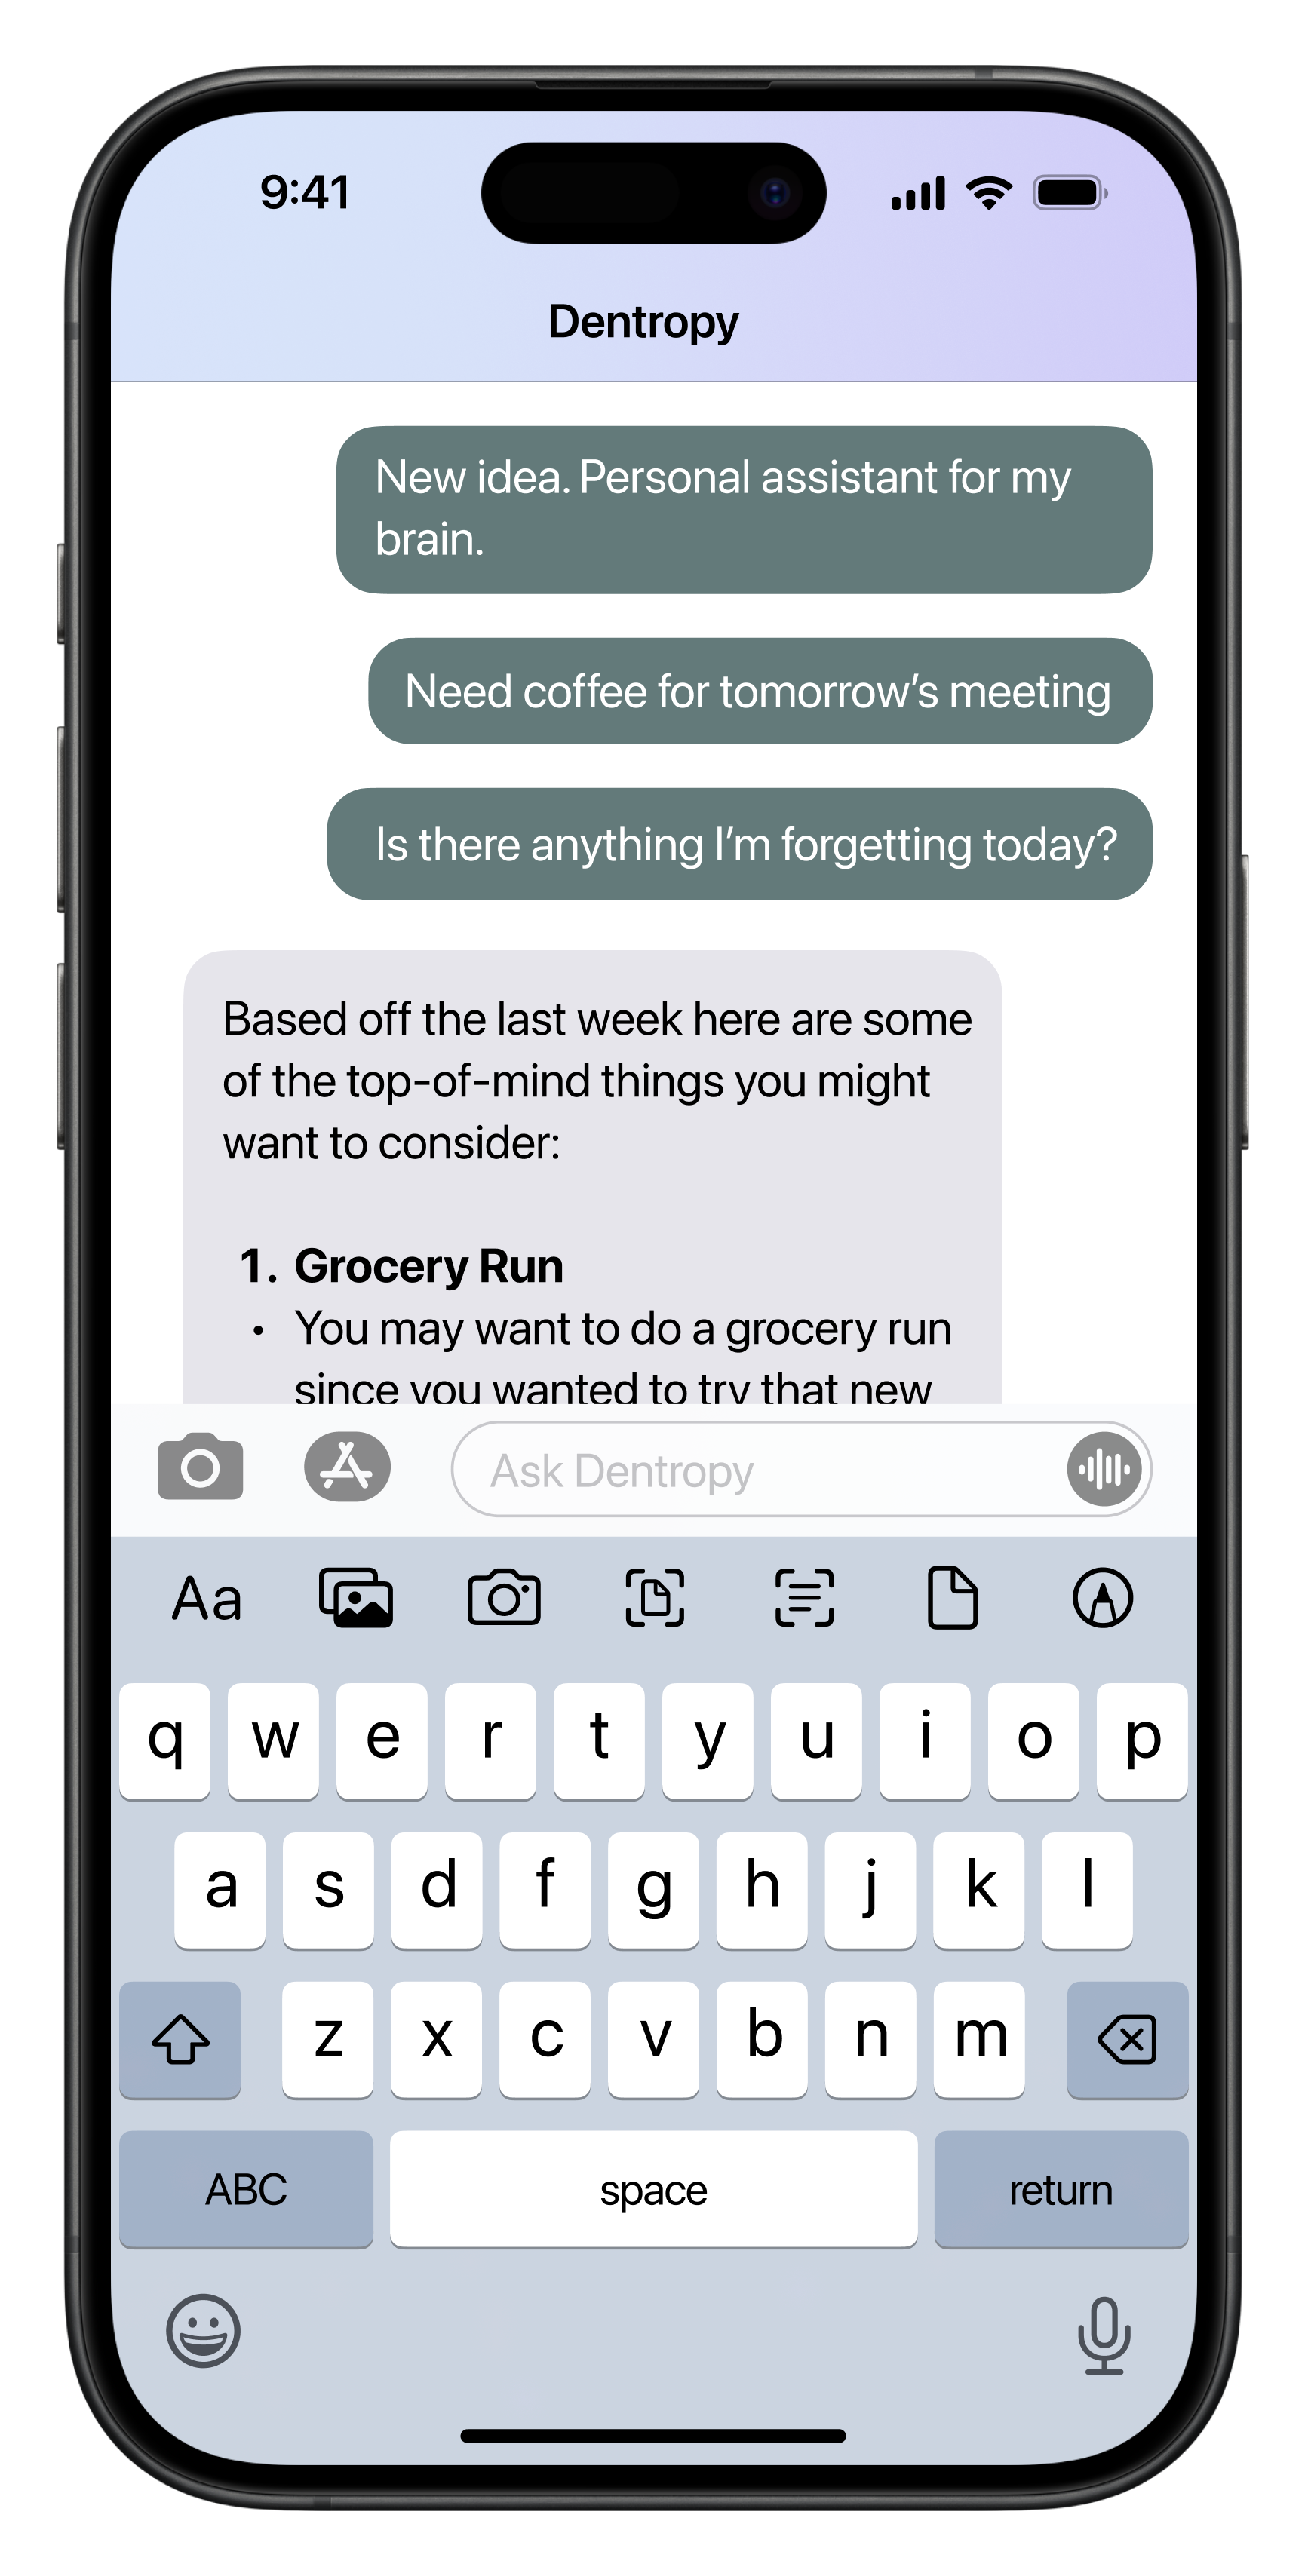 9:41
Dentropy
New idea. Personal assistant for my
brain.
Need coffee for tomorrow’s meeting
Is there anything I’m forgetting today?
Based off the last week here are some
of the top-of-mind things you might
want to consider:
1. Grocery Run
• You may want to do a grocery run
since you wanted to try that new
Ask Dentropy
Aa
q w e r t y u i o p
a s d f g h j k l
z x c v b n m
ABC space return